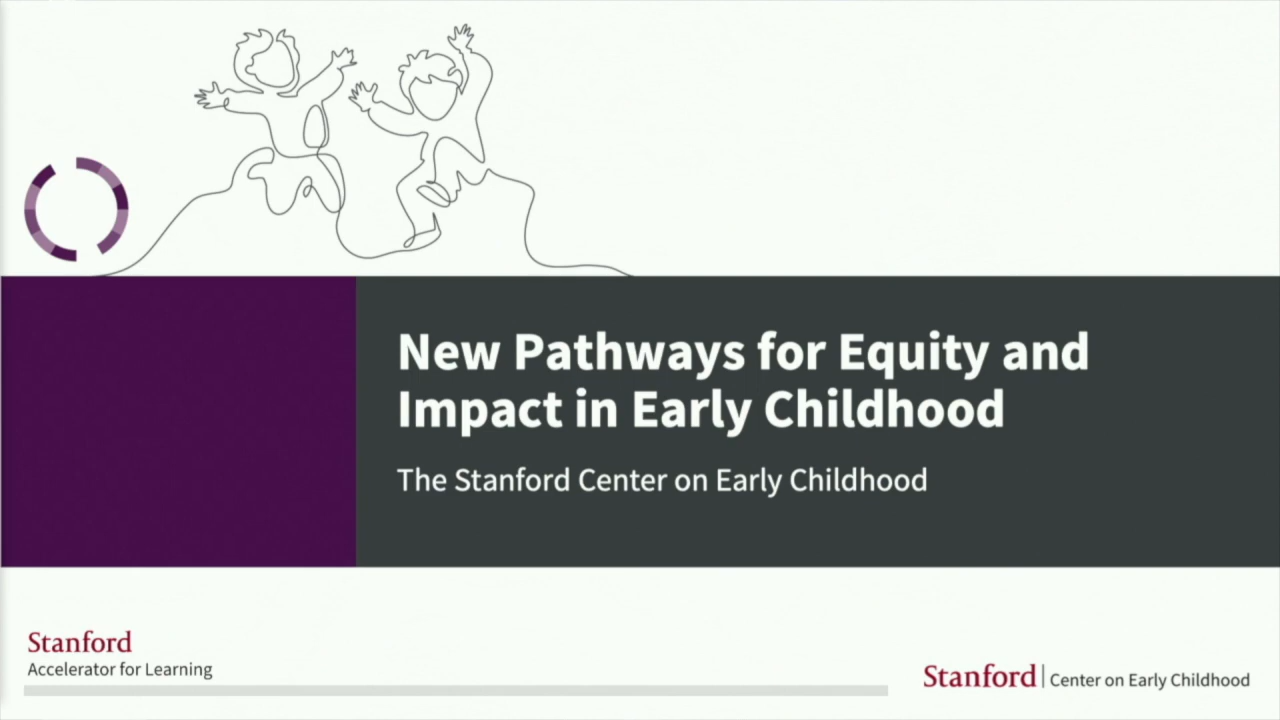 New Pathways for Equity and
Impact in Early Childhood
The Stanford Center on Early Childhood
Stanford
Accelerator for Learning
Stanford | Center on Early Childhood